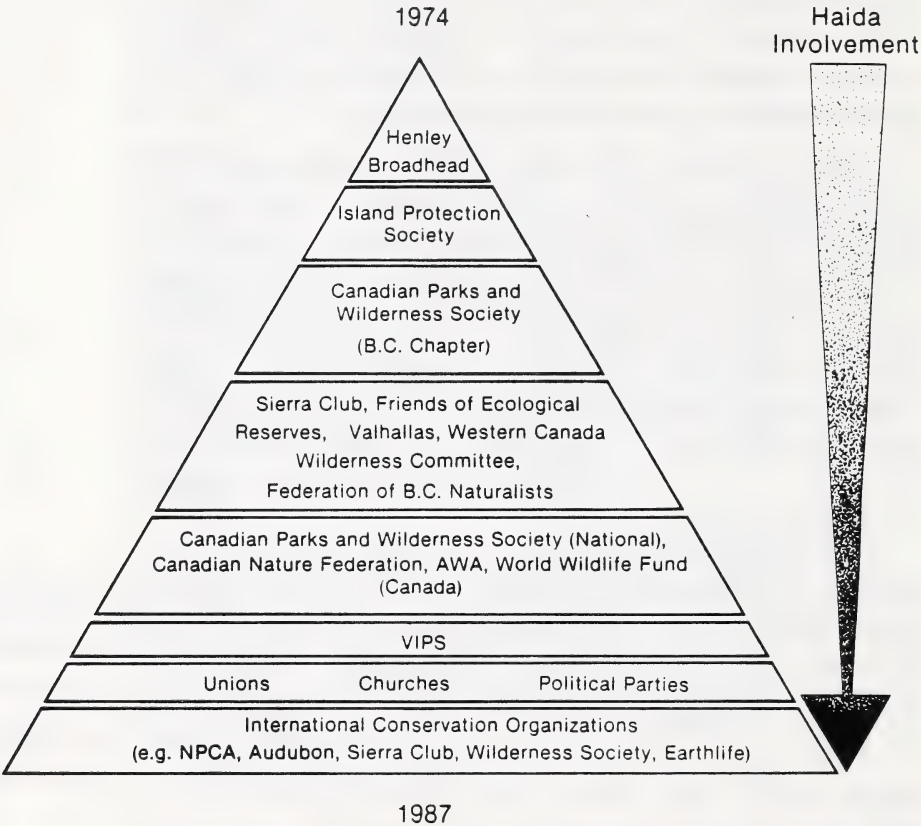 1974
Haida
Involvement
Henley
Broadhead
Island Protection
Society
Canadian Parks and
Wilderness Society
(B.C. Chapter)
Sierra Club, Friends of Ecological
Reserves, Valhallas, Western Canada
Wilderness Committee,
Federation of B.C. Naturalists
Canadian Parks and Wilderness Society (National),
Canadian Nature Federation, AWA, World Wildlife Fund
(Canada)
VIPS
Unions Churches Political Parties
International Conservation Organizations
(e.g. NPCA, Audubon, Sierra Club, Wilderness Society, Earthlife)
1987